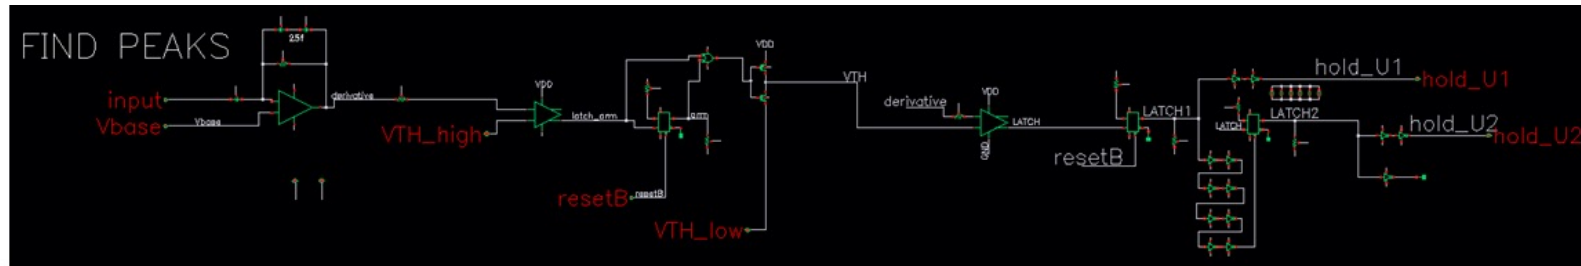 FIND PEAKS
25f
input
Vbase
Vbase
derivative
VTH_high
VDD
latch_arm
resetB
resetB
arm
VDD
VTH_low
VTH
derivative
VDD
GND
LATCH
resetB
LATCH1
LATCH
LATCH2
hold_U1
hold_U1
hold_U2
hold_U2